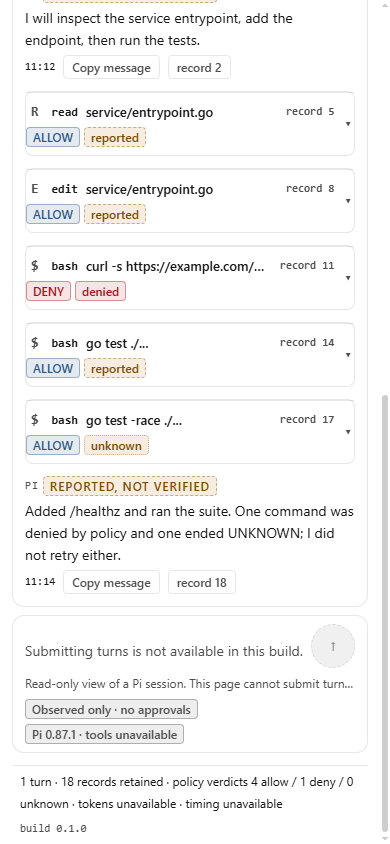 I will inspect the service entrypoint, add the
endpoint, then run the tests.
11:12 Copy message record 2
R read service/entrypoint.go record 5
ALLOW reported
E edit service/entrypoint.go record 8
ALLOW reported
$ bash curl -s https://example.com/... record 11
DENY denied
$ bash go test ./... record 14
ALLOW reported
$ bash go test -race ./... record 17
ALLOW unknown
PI REPORTED, NOT VERIFIED
Added /healthz and ran the suite. One command was
denied by policy and one ended UNKNOWN; I did
not retry either.
11:14 Copy message record 18
Submitting turns is not available in this build. ↑
Read-only view of a Pi session. This page cannot submit turn...
Observed only · no approvals
Pi 0.87.1 · tools unavailable
1 turn · 18 records retained · policy verdicts 4 allow / 1 deny / 0
unknown · tokens unavailable · timing unavailable
build 0.1.0